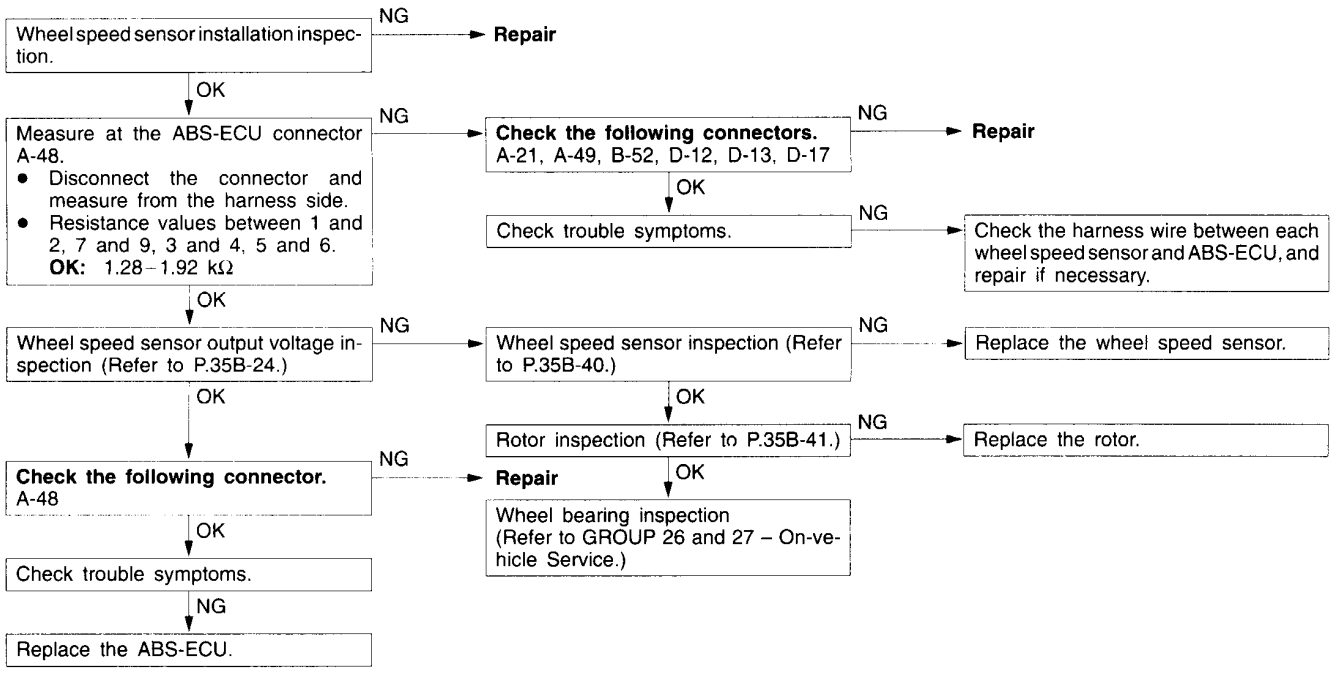 NG
Wheel speed sensor installation inspec-
tion.
Repair
OK
Measure at the ABS-ECU connector
A-48.
● Disconnect the connector and
measure from the harness side.
● Resistance values between 1 and
2, 7 and 9, 3 and 4, 5 and 6.
OK: 1.28–1.92 kΩ
NG
Check the following connectors.
A-21, A-49, B-52, D-12, D-13, D-17
NG
Repair
OK
Check trouble symptoms.
NG
Check the harness wire between each
wheel speed sensor and ABS-ECU, and
repair if necessary.
OK
Wheel speed sensor output voltage in-
spection (Refer to P.35B-24.)
NG
Wheel speed sensor inspection (Refer
to P.35B-40.)
NG
Replace the wheel speed sensor.
OK
OK
Rotor inspection (Refer to P.35B-41.)
NG
Replace the rotor.
Check the following connector.
A-48
NG
Repair
OK
Wheel bearing inspection
(Refer to GROUP 26 and 27 – On-ve-
hicle Service.)
OK
Check trouble symptoms.
NG
Replace the ABS-ECU.